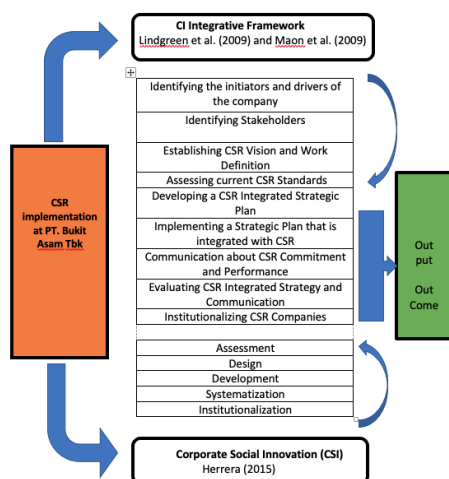 CI Integrative Framework
Lindgreen et al. (2009) and Maon et al. (2009)
Identifying the initiators and drivers of
the company
Identifying Stakeholders
Establishing CSR Vision and Work
Definition
Assessing current CSR Standards
Developing a CSR Integrated Strategic
Plan
Implementing a Strategic Plan that is
integrated with CSR
Communication about CSR Commitment
and Performance
Evaluating CSR Integrated Strategy and
Communication
Institutionalizing CSR Companies
CSR
implementation
at PT. Bukit
Asam Tbk
Out
put
Out
Come
Assessment
Design
Development
Systematization
Institutionalization
Corporate Social Innovation (CSI)
Herrera (2015)